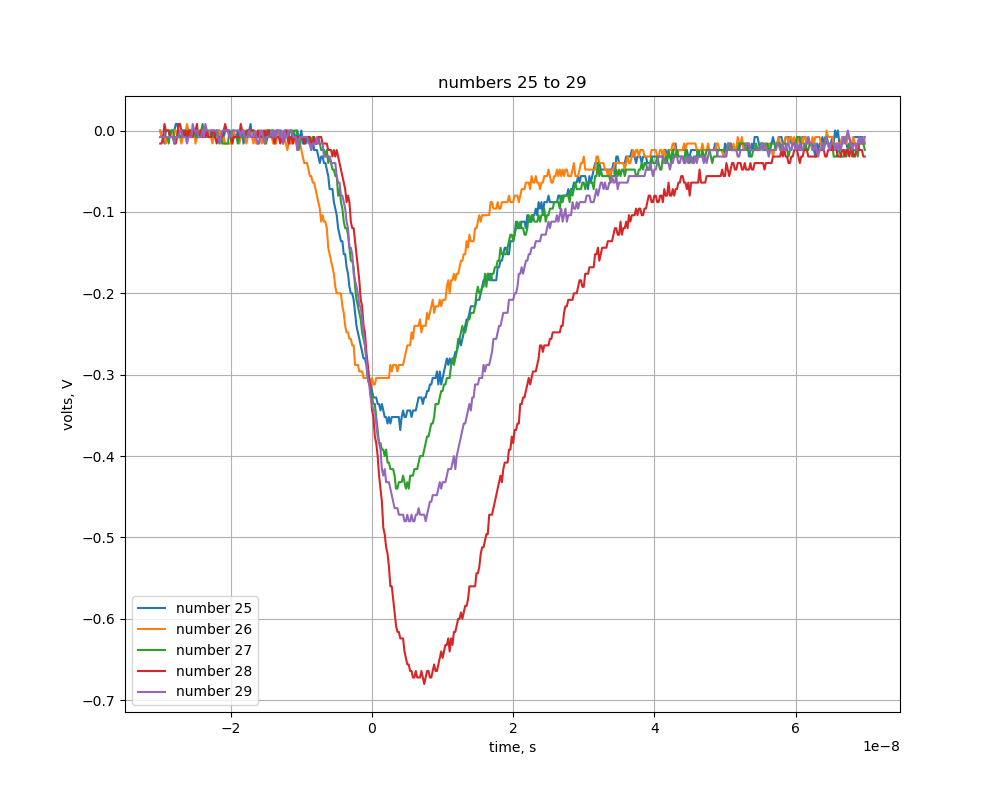 numbers 25 to 29
volts, V
0.0
−0.1
−0.2
−0.3
−0.4
−0.5
−0.6
−0.7
number 25
number 26
number 27
number 28
number 29
−2
0
2
4
6
time, s
1e−8